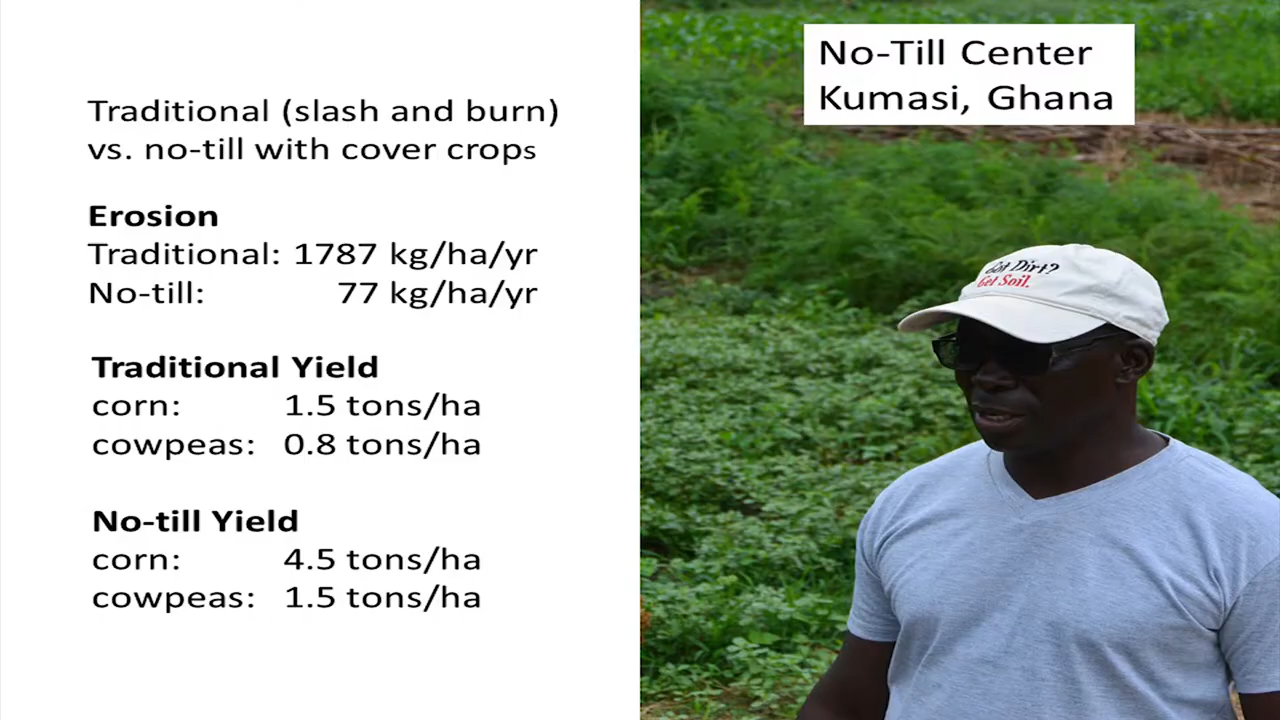 Traditional (slash and burn)
vs. no-till with cover crops
Erosion
Traditional: 1787 kg/ha/yr
No-till: 77 kg/ha/yr
Traditional Yield
corn: 1.5 tons/ha
cowpeas: 0.8 tons/ha
No-till Yield
corn: 4.5 tons/ha
cowpeas: 1.5 tons/ha
No-Till Center
Kumasi, Ghana
Got Dirt?
Get Soil.